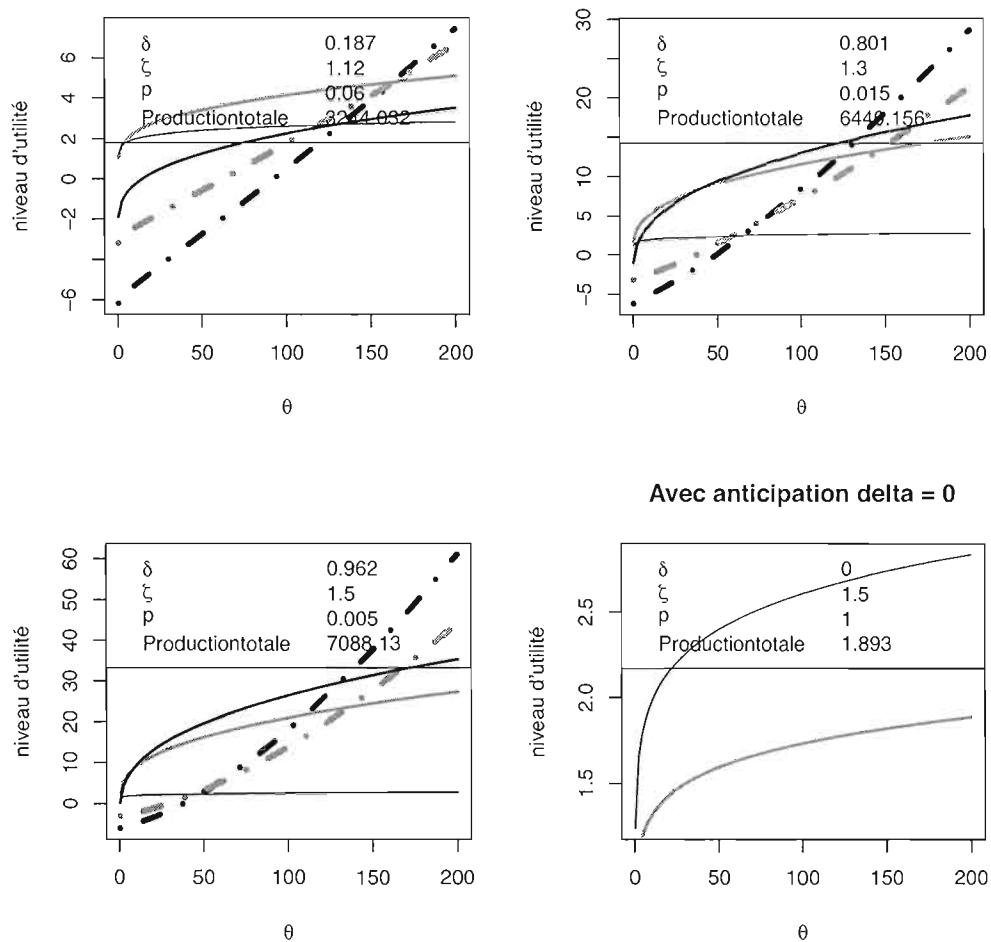 δ 0.187
ζ 1.12
p 0.06
Productiontotale
niveau d'utilité
6
4
2
0
−2
−6
0 50 100 150 200
θ
δ 0.801
ζ 1.3
p 0.015
Productiontotale
niveau d'utilité
30
20
10
5
0
−5
0 50 100 150 200
θ
δ 0.962
ζ 1.5
p 0.005
Productiontotale 7088.13
niveau d'utilité
60
50
40
30
20
10
0
0 50 100 150 200
θ
Avec anticipation delta = 0
δ 0
ζ 1.5
p 1
Productiontotale 1.893
niveau d'utilité
2.5
2.0
1.5
0 50 100 150 200
θ